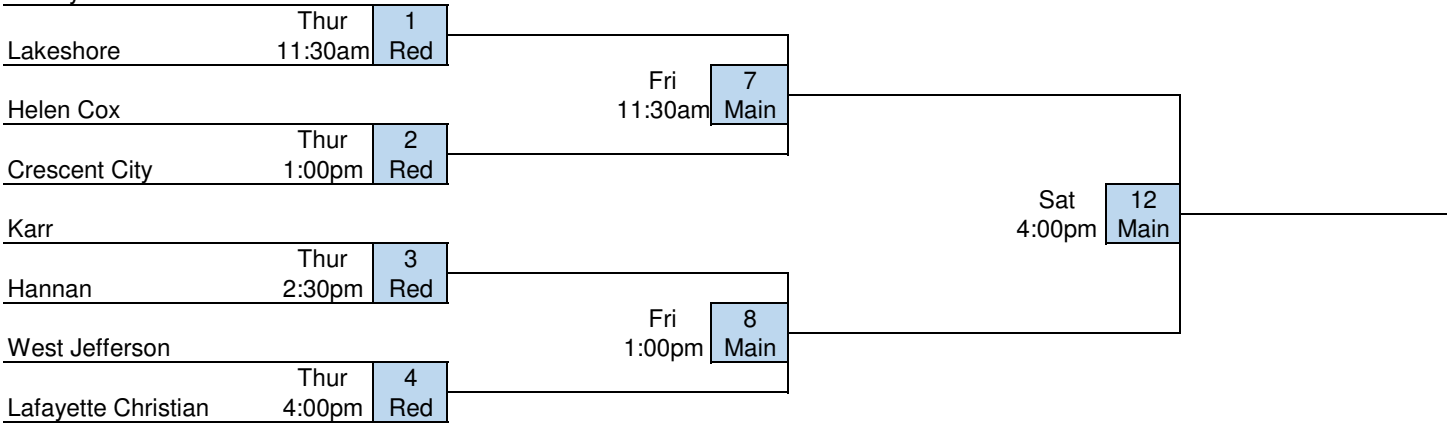 Thur 1
Lakeshore 11:30am Red
Fri 7
Helen Cox 11:30am Main
Thur 2
Crescent City 1:00pm Red
Sat 12
Karr 4:00pm Main
Thur 3
Hannan 2:30pm Red
Fri 8
West Jefferson 1:00pm Main
Thur 4
Lafayette Christian 4:00pm Red